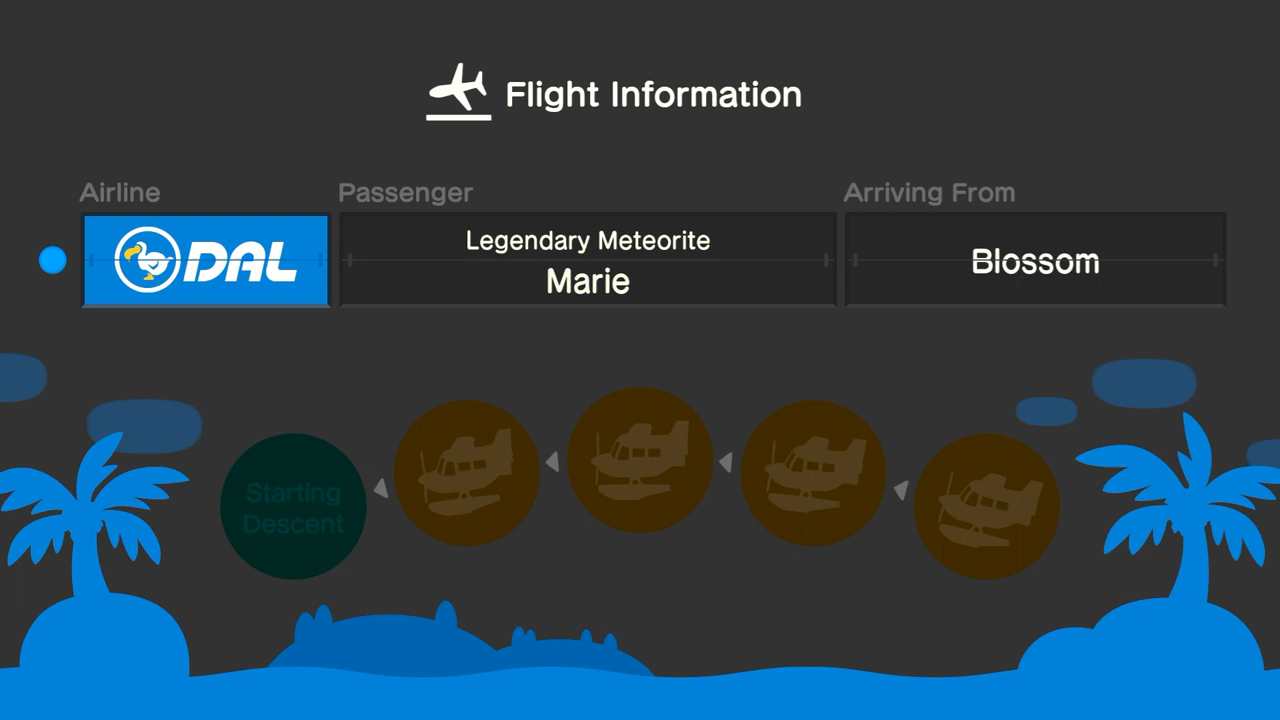 Flight Information
Airline
Passenger
Arriving From
DAL
Legendary Meteorite
Marie
Blossom
Starting
Descent